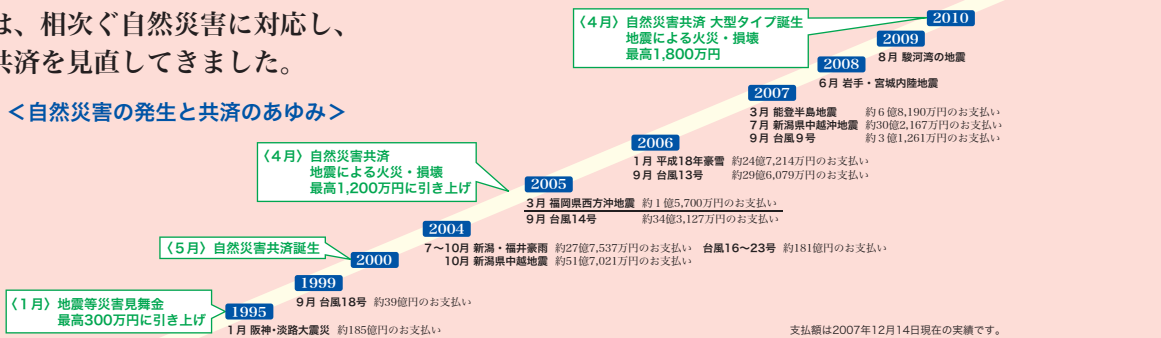 は、相次ぐ自然災害に対応し、
共済を見直してきました。
＜自然災害の発生と共済のあゆみ＞
〈4月〉自然災害共済 大型タイプ誕生
地震による火災・損壊
最高1,800万円
2010
2009
8月 駿河湾の地震
2008
6月 岩手・宮城内陸地震
2007
3月 能登半島地震 約6億8,190万円のお支払い
7月 新潟県中越沖地震 約30億2,167万円のお支払い
9月 台風9号 約3億1,261万円のお支払い
2006
1月 平成18年豪雪 約24億7,214万円のお支払い
9月 台風13号 約29億6,079万円のお支払い
〈4月〉自然災害共済
地震による火災・損壊
最高1,200万円に引き上げ
2005
3月 福岡県西方沖地震 約1億5,700万円のお支払い
9月 台風14号 約34億3,127万円のお支払い
2004
7〜10月 新潟・福井豪雨 約27億7,537万円のお支払い 台風16〜23号 約181億円のお支払い
10月 新潟県中越地震 約51億7,021万円のお支払い
〈5月〉自然災害共済誕生
2000
1999
9月 台風18号 約39億円のお支払い
〈1月〉地震等災害見舞金
最高300万円に引き上げ
1995
1月 阪神・淡路大震災 約185億円のお支払い
支払額は2007年12月14日現在の実績です。